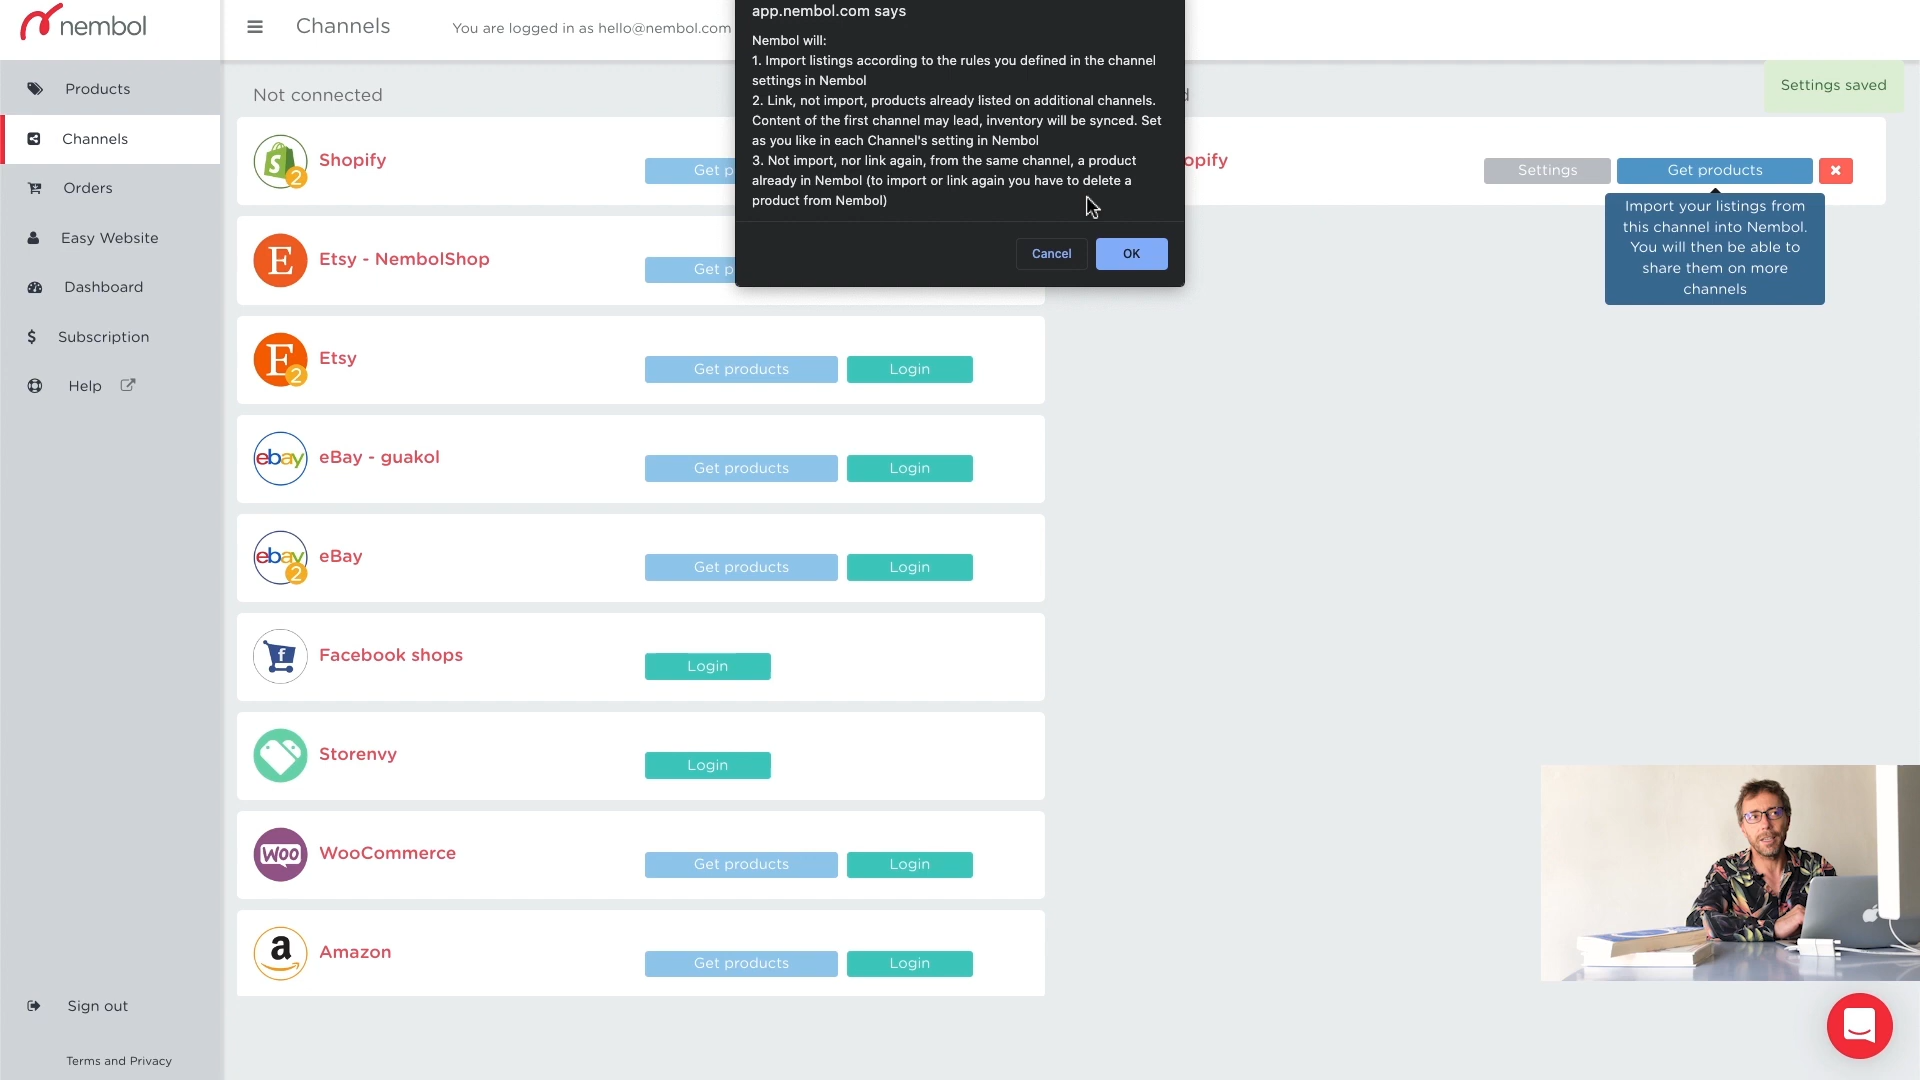 nembol
Channels
You are logged in as hello@nembol.com
app.nembol.com says
Nembol will:
1. Import listings according to the rules you defined in the channel
settings in Nembol
2. Link, not import, products already listed on additional channels.
Content of the first channel may lead, inventory will be synced. Set
as you like in each Channel's setting in Nembol
3. Not import, nor link again, from the same channel, a product
already in Nembol (to import or link again you have to delete a
product from Nembol)
Cancel
OK
Settings saved
Products
Channels
Orders
Easy Website
Dashboard
$ Subscription
Help
Sign out
Terms and Privacy
Not connected
2
Shopify
Get p
E
Etsy - NembolShop
Get p
E 2
Etsy
Get products
Login
ebay
eBay - guakol
Get products
Login
ebay 2
eBay
Get products
Login
f
Facebook shops
Login
Storenvy
Login
WOO
WooCommerce
Get products
Login
a
Amazon
Get products
Login
opify
Settings
Get products
Import your listings from
this channel into Nembol.
You will then be able to
share them on more
channels